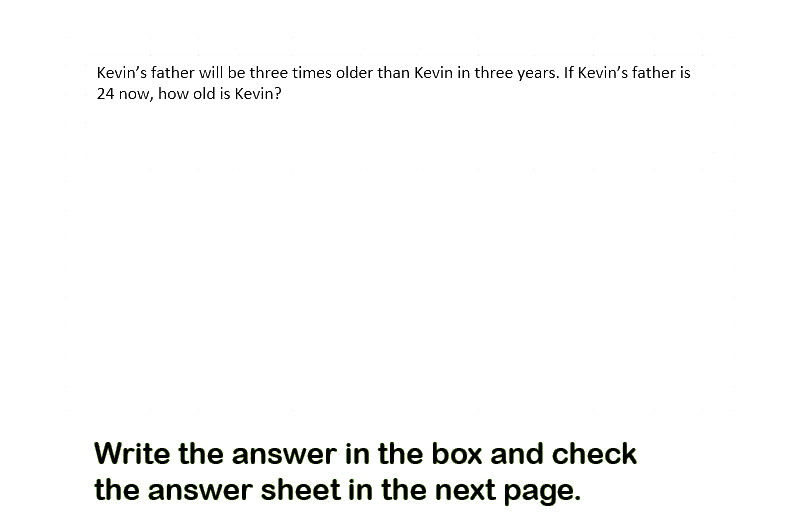 Kevin’s father will be three times older than Kevin in three years. If Kevin’s father is
24 now, how old is Kevin?
Write the answer in the box and check
the answer sheet in the next page.